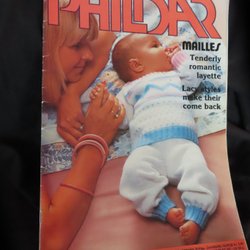 PHILDAR
MAILLES
Tenderly
romantic
layette
Lacy styles
make their
come back